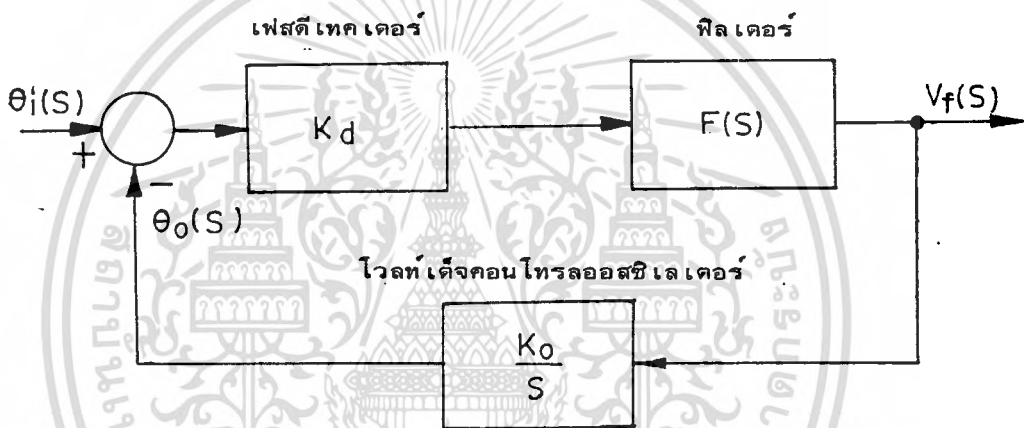 เฟสดีเทคเตอร์
ฟิลเตอร์
θi(S)
+
Kd
F(S)
Vf(S)
−
θo(S)
โวลท์เต็จคอนโทรลออสซิเลเตอร์
Ko
S